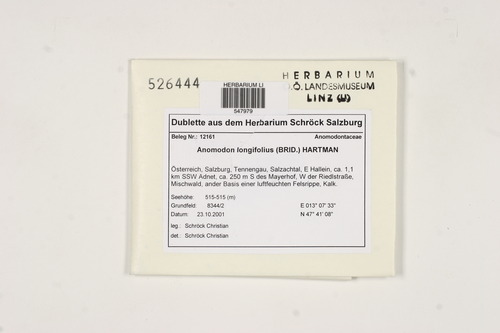 526444
HERBARIUM LI
547979
HERBARIUM
O.Ö. LANDESMUSEUM
LINZ (LI)
Dublette aus dem Herbarium Schröck Salzburg
Beleg Nr.: 12161 Anomodontaceae
Anomodon longifolius (BRID.) HARTMAN
Österreich, Salzburg, Tennengau, Salzachtal, E Hallein, ca. 1,1
km SSW Adnet, ca. 250 m S des Mayerhof, W der Riedlstraße,
Mischwald, ander Basis einer luftfeuchten Felsrippe, Kalk.
Seehöhe: 515-515 (m)
Grundfeld: 8344/2 E 013° 07' 33"
Datum: 23.10.2001 N 47° 41' 08"
leg.: Schröck Christian
det.: Schröck Christian